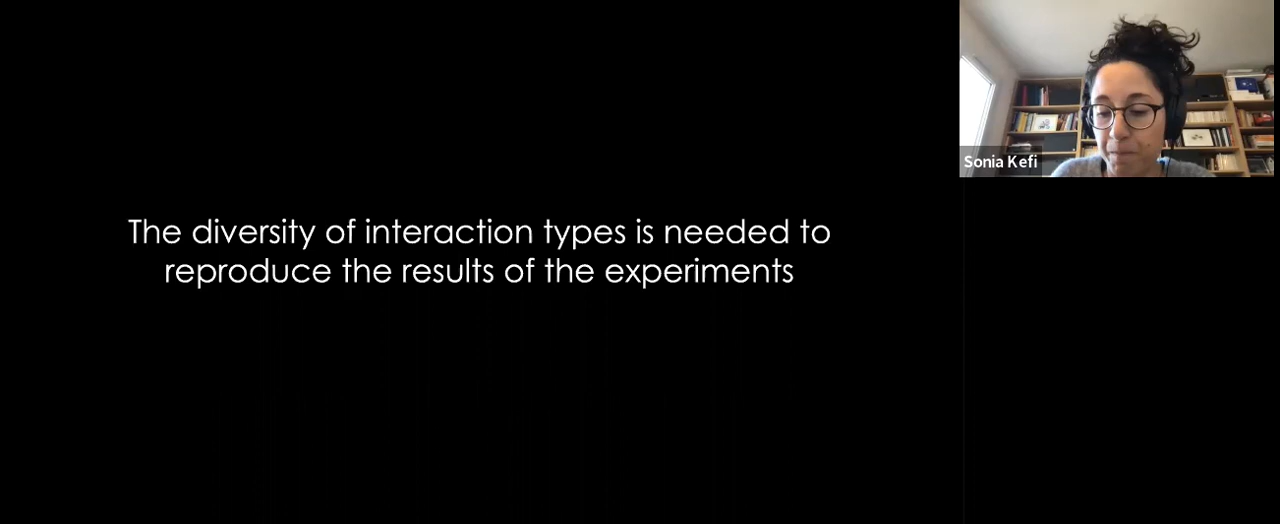 The diversity of interaction types is needed to
reproduce the results of the experiments
Sonia Kefi